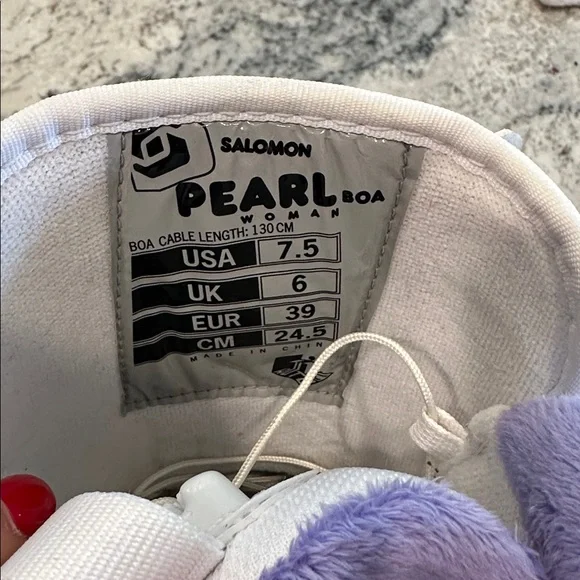 SALOMON
PEARL BOA
WOMAN
BOA CABLE LENGTH: 130 CM
USA 7.5
UK 6
EUR 39
CM 24.5
MADE IN CHIN